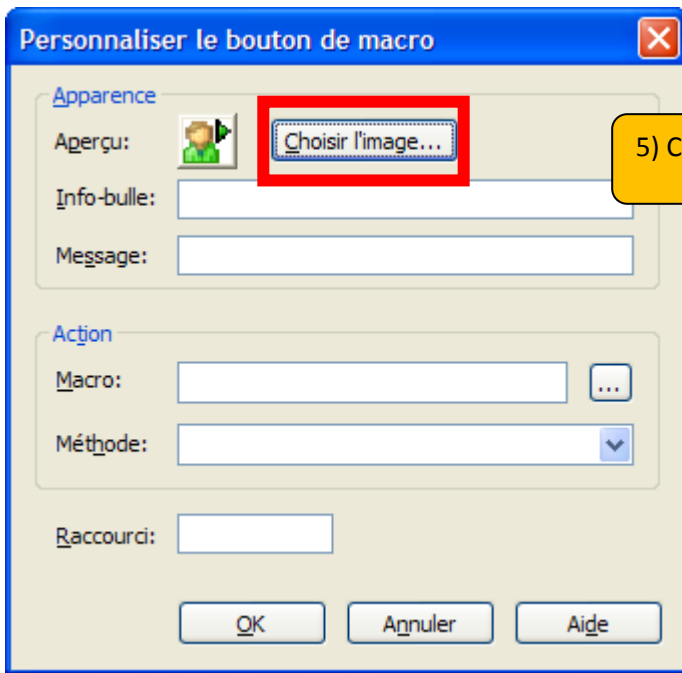 Personnaliser le bouton de macro
Apparence
Aperçu:
Choisir l'image...
5) C
Info-bulle:
Message:
Action
Macro:
...
Méthode:
Raccourci:
OK
Annuler
Aide